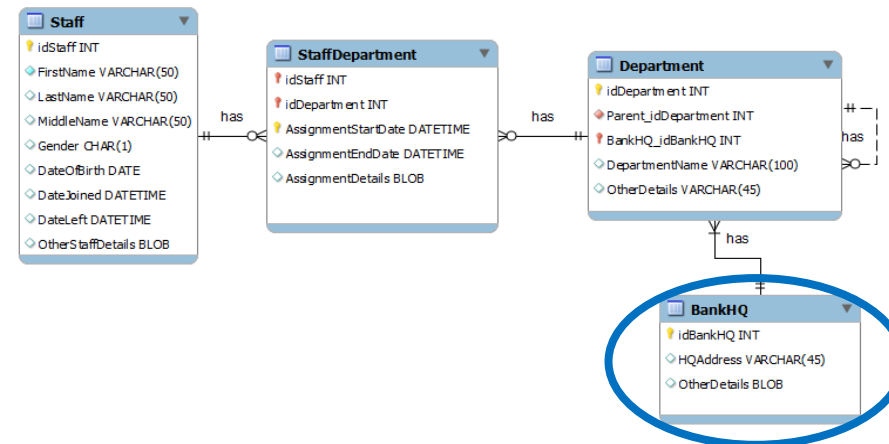 Staff
idStaff INT
FirstName VARCHAR(50)
LastName VARCHAR(50)
MiddleName VARCHAR(50)
Gender CHAR(1)
DateOfBirth DATE
DateJoined DATETIME
DateLeft DATETIME
OtherStaffDetails BLOB
has
StaffDepartment
idStaff INT
idDepartment INT
AssignmentStartDate DATETIME
AssignmentEndDate DATETIME
AssignmentDetails BLOB
has
Department
idDepartment INT
Parent_idDepartment INT
BankHQ_idBankHQ INT
DepartmentName VARCHAR(100)
OtherDetails VARCHAR(45)
has
has
BankHQ
idBankHQ INT
HQAddress VARCHAR(45)
OtherDetails BLOB